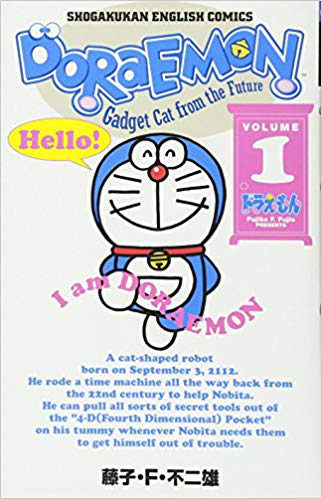 SHOGAKUKAN ENGLISH COMICS
DORAEMON
TM
Gadget Cat from the Future
Hello!
VOLUME
1
ドラえもん
Fujiko F. Fujio
PRESENTS
I am DORAEMON
A cat-shaped robot
born on September 3, 2112.
He rode a time machine all the way back from
the 22nd century to help Nobita.
He can pull all sorts of secret tools out of
the "4-D(Fourth Dimensional) Pocket"
on his tummy whenever Nobita needs them
to get himself out of trouble.
藤子・F・不二雄